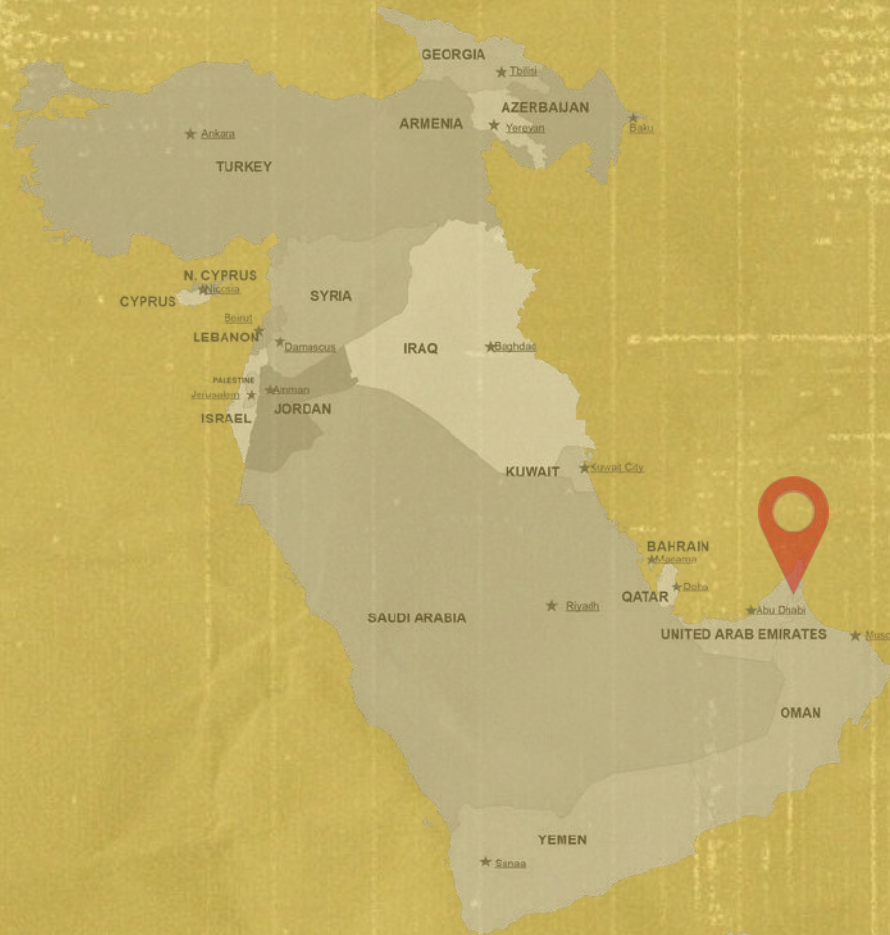 GEORGIA
Tbilisi
AZERBAIJAN
ARMENIA
Yerevan
Baku
Ankara
TURKEY
N. CYPRUS
Nicosia
CYPRUS
SYRIA
Beirut
LEBANON
Damascus
IRAQ
Baghdad
PALESTINE
Jerusalem
Amman
ISRAEL
JORDAN
KUWAIT
Kuwait City
BAHRAIN
Manama
QATAR
Doha
SAUDI ARABIA
Riyadh
Abu Dhabi
UNITED ARAB EMIRATES
Musc
OMAN
YEMEN
Sanaa